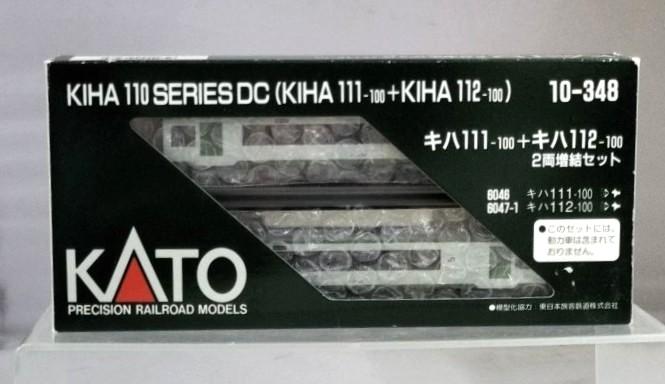 KIHA 110 SERIES DC (KIHA 111-100+KIHA 112-100) 10-348
キハ111-100+キハ112-100
2両増結セット
6046 キハ111-100
6047-1 キハ112-100
●このセットには、
動力車は含まれて
おりません。
KATO
PRECISION RAILROAD MODELS
●模型化協力:東日本旅客鉄道株式会社